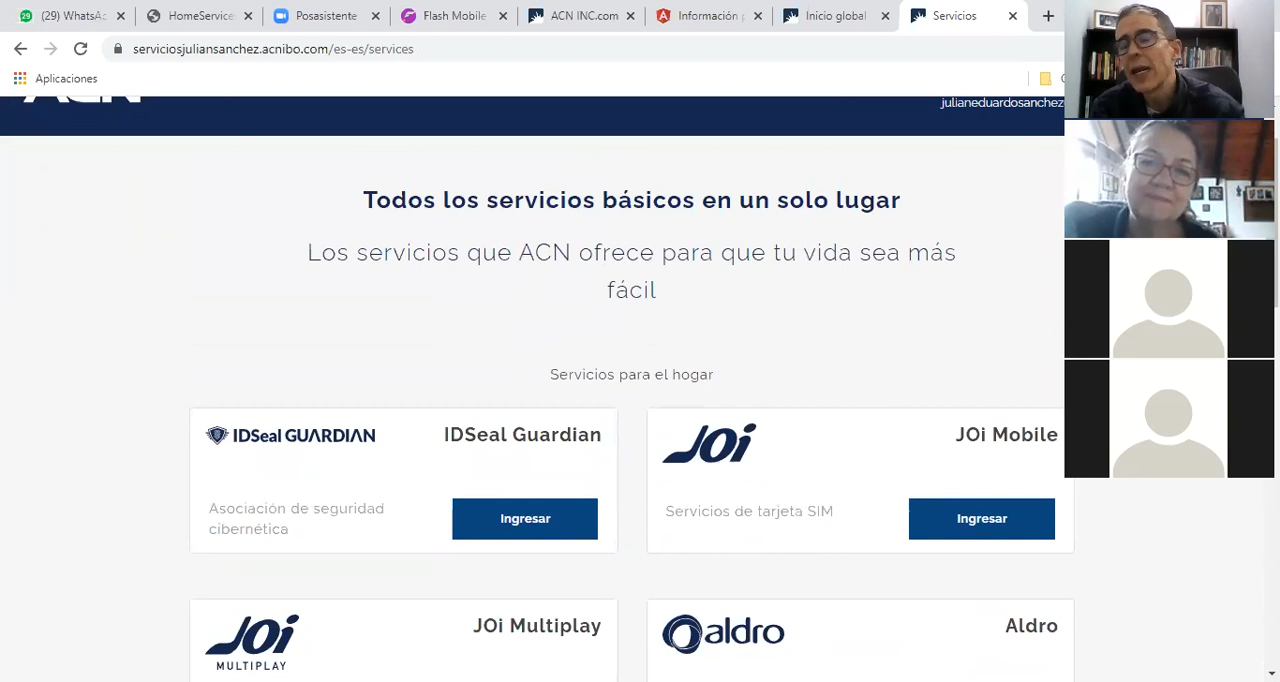 (29) WhatsA
HomeService
Posasistente
Flash Mobile
ACN INC.com
Información p
Inicio global
Servicios
serviciosjuliansanchez.acnibo.com/es-es/services
Aplicaciones
ACN
julianeduardosanchez
Todos los servicios básicos en un solo lugar
Los servicios que ACN ofrece para que tu vida sea más
fácil
Servicios para el hogar
IDSeal GUARDIAN
IDSeal Guardian
Asociación de seguridad
cibernética
Ingresar
JOi
JOi Mobile
Servicios de tarjeta SIM
Ingresar
JOi
MULTIPLAY
JOi Multiplay
aldro
Aldro